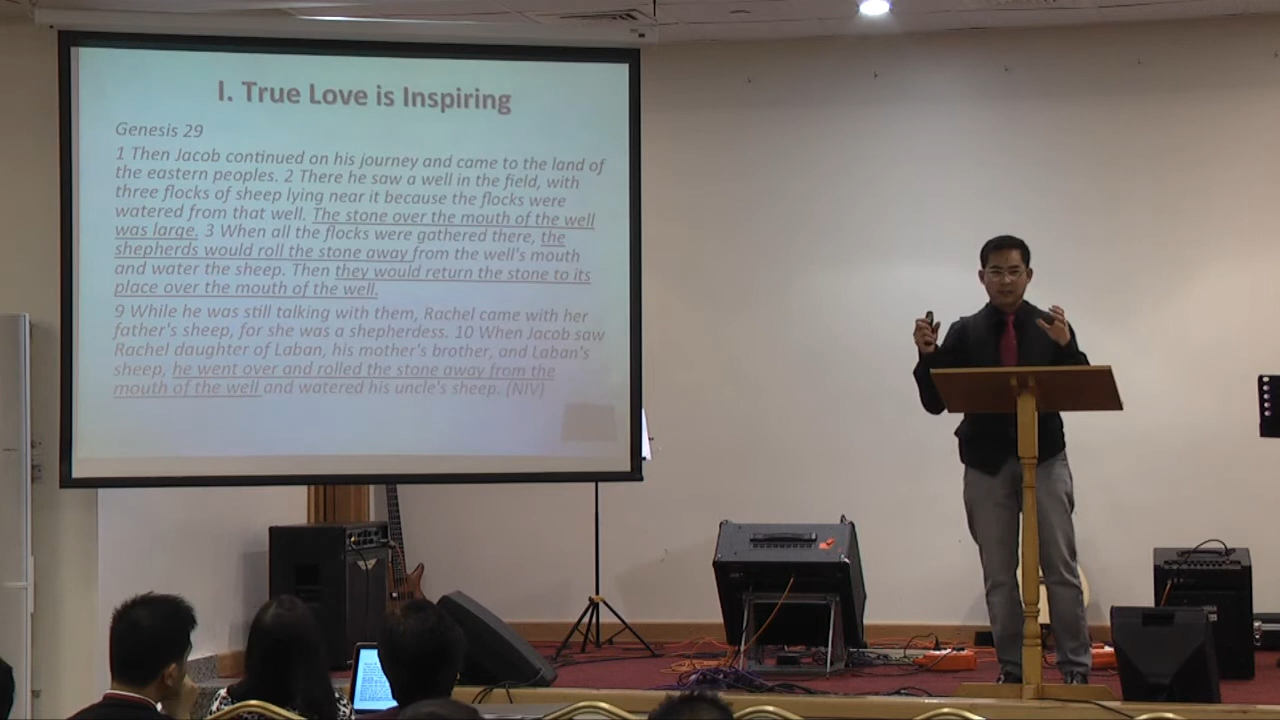 I. True Love is Inspiring
Genesis 29
1 Then Jacob continued on his journey and came to the land of
the eastern peoples. 2 There he saw a well in the field, with
three flocks of sheep lying near it because the flocks were
watered from that well. The stone over the mouth of the well
was large. 3 When all the flocks were gathered there, the
shepherds would roll the stone away from the well's mouth
and water the sheep. Then they would return the stone to its
place over the mouth of the well.
9 While he was still talking with them, Rachel came with her
father's sheep, for she was a shepherdess. 10 When Jacob saw
Rachel daughter of Laban, his mother's brother, and Laban's
sheep, he went over and rolled the stone away from the
mouth of the well and watered his uncle's sheep. (NIV)